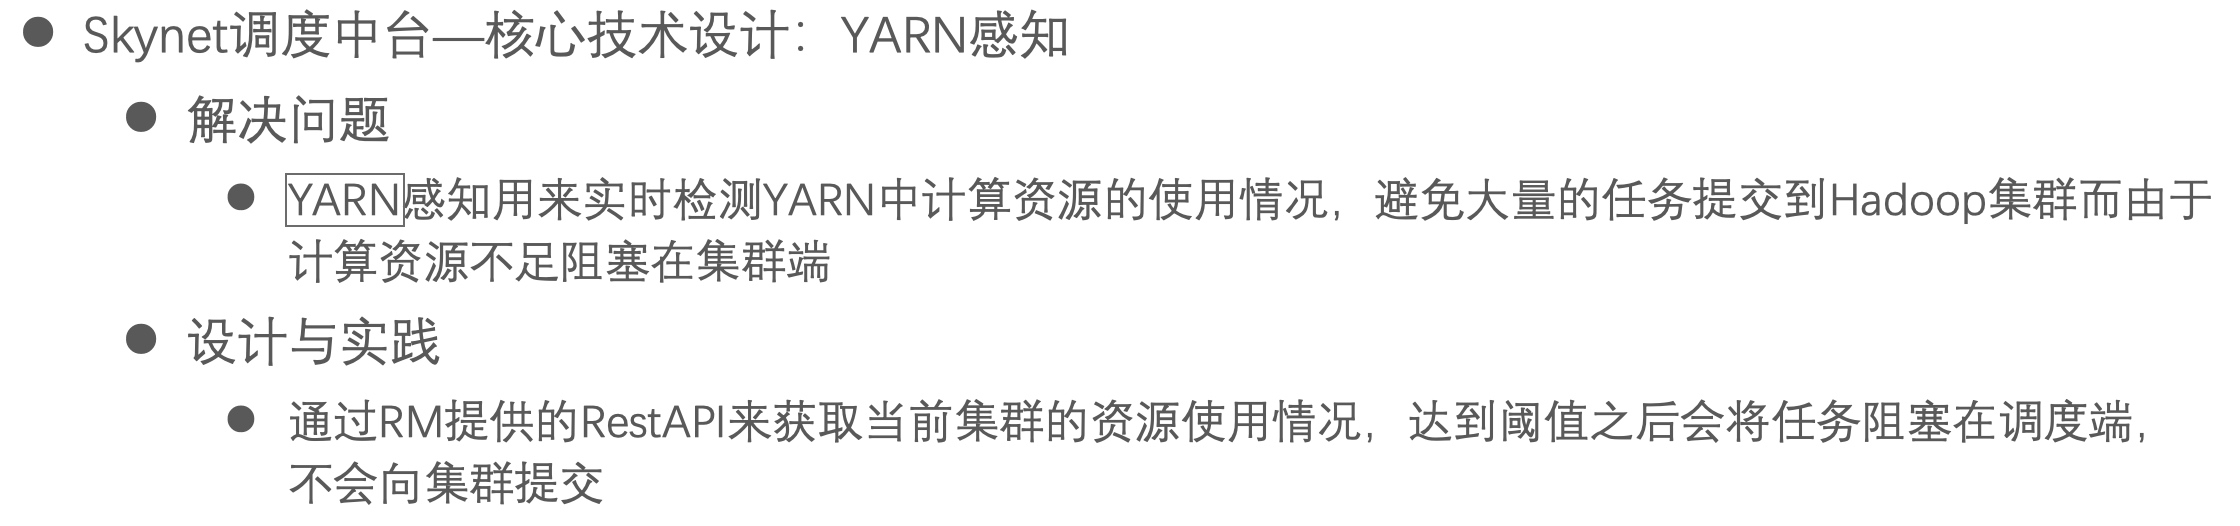 ● Skynet调度中台—核心技术设计：YARN感知
● 解决问题
● YARN感知用来实时检测YARN中计算资源的使用情况，避免大量的任务提交到Hadoop集群而由于
计算资源不足阻塞在集群端
● 设计与实践
● 通过RM提供的RestAPI来获取当前集群的资源使用情况，达到阈值之后会将任务阻塞在调度端，
不会向集群提交